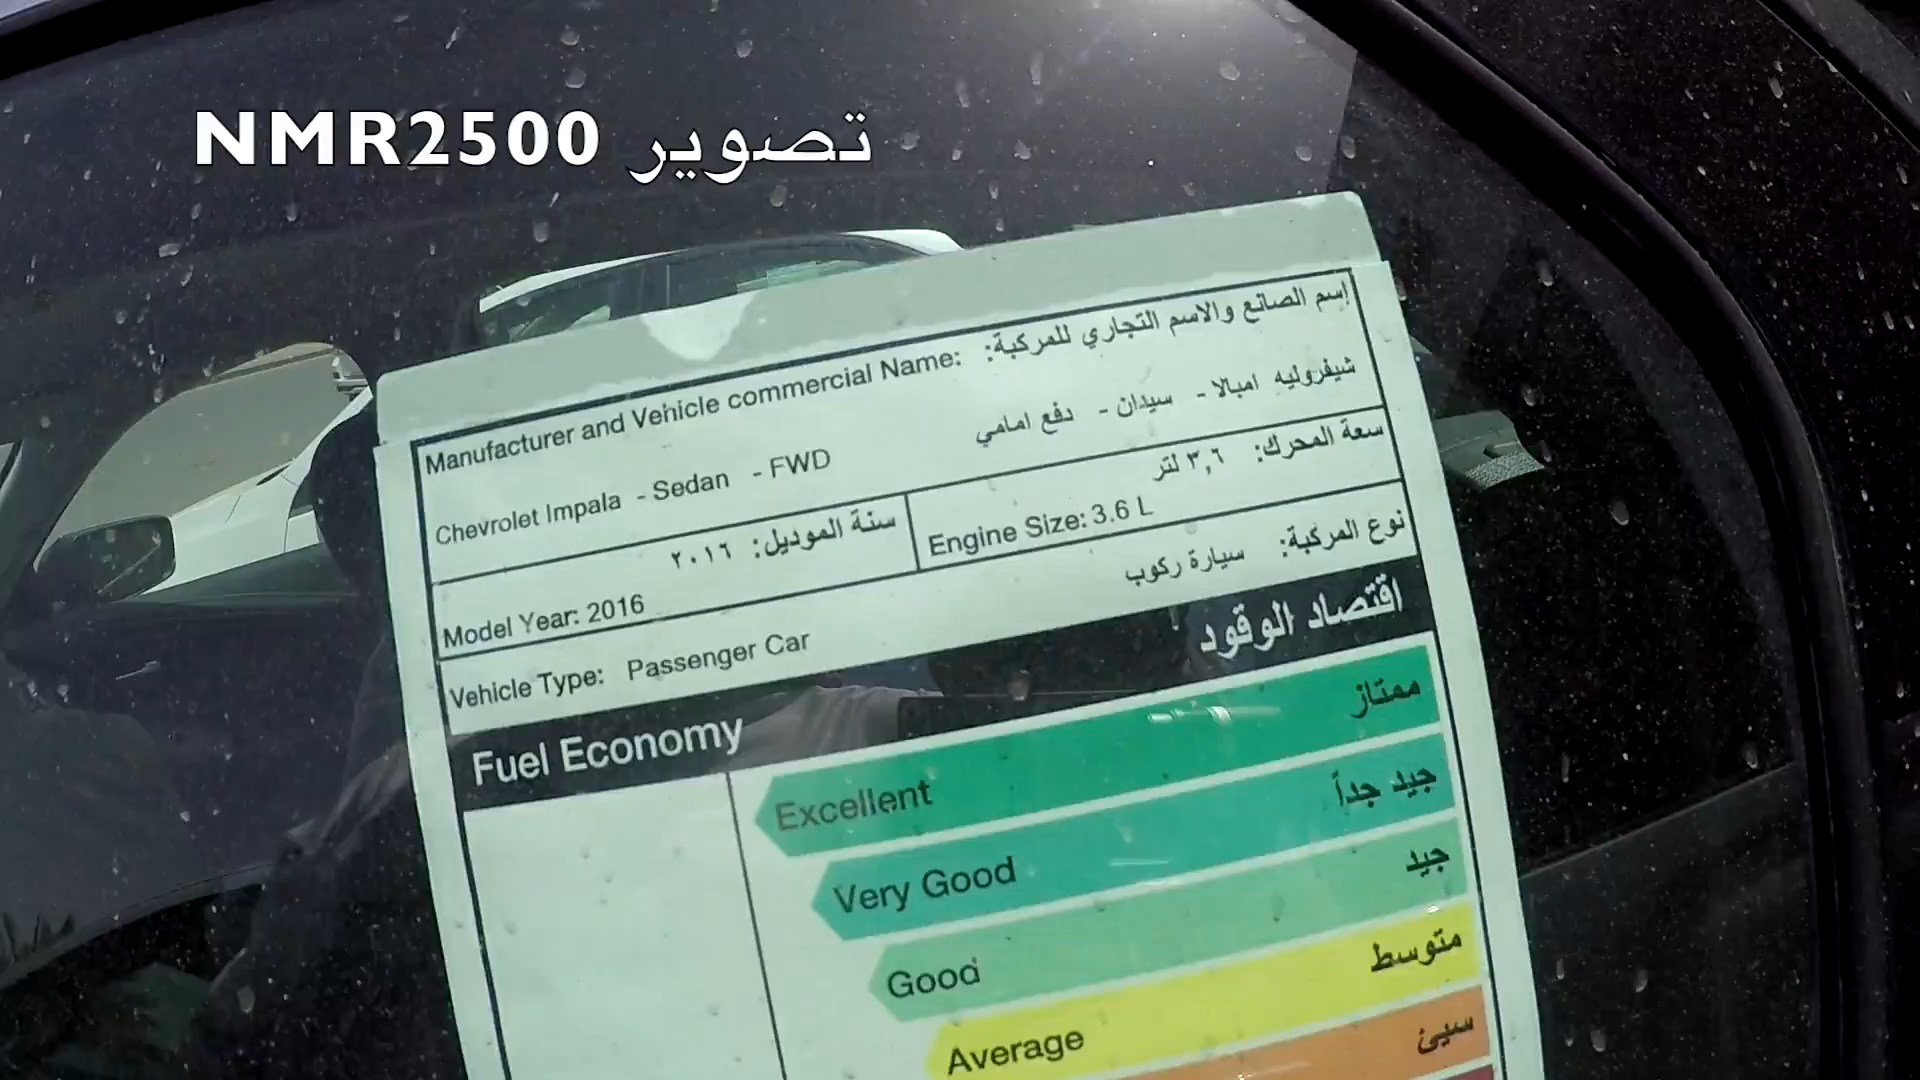 NMR2500 تصوير
Manufacturer and Vehicle commercial Name: إسم الصانع والاسم التجاري للمركبة:
شيفروليه امبالا - سيدان - دفع امامي
Chevrolet Impala - Sedan - FWD
سعة المحرك: ٣,٦ لتر
Engine Size: 3.6 L
سنة الموديل: ٢٠١٦
Model Year: 2016
نوع المركبة: سيارة ركوب
Vehicle Type: Passenger Car
اقتصاد الوقود
Fuel Economy
Excellent ممتاز
Very Good جيد جداً
Good جيد
Average متوسط
سيئ